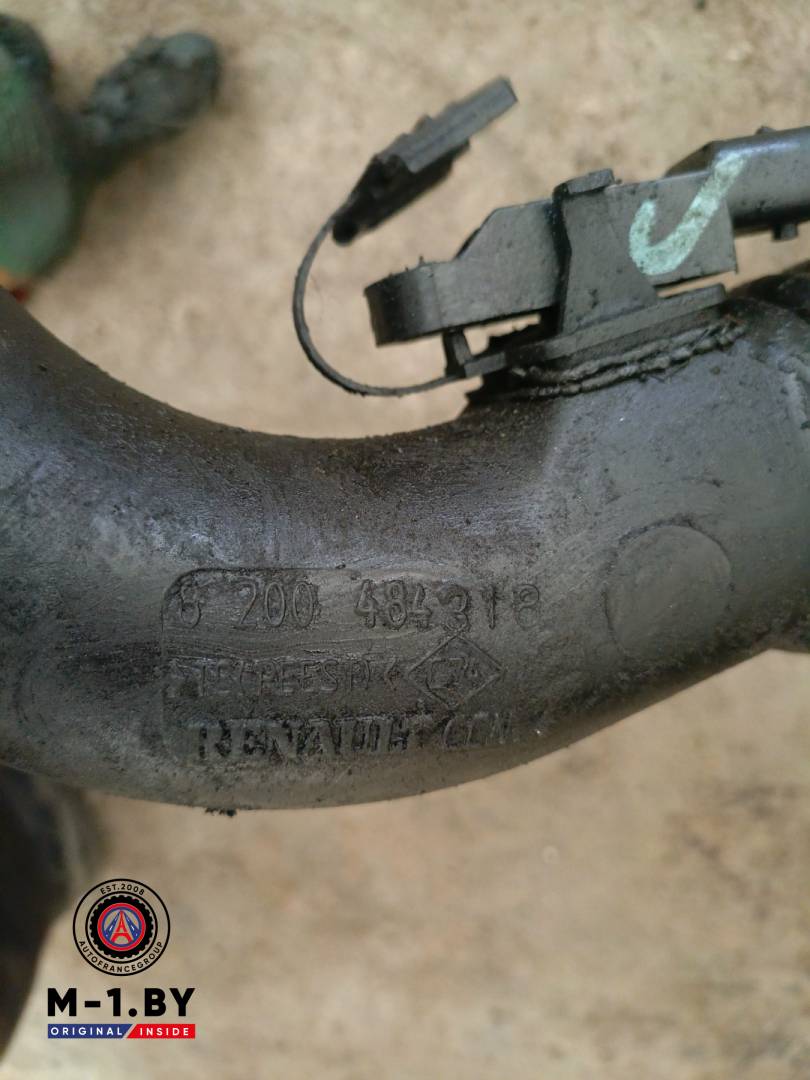 8 200 484318
RENAULT
EST.2008
AUTOFRANCEGROUP
M-1.BY
ORIGINAL INSIDE